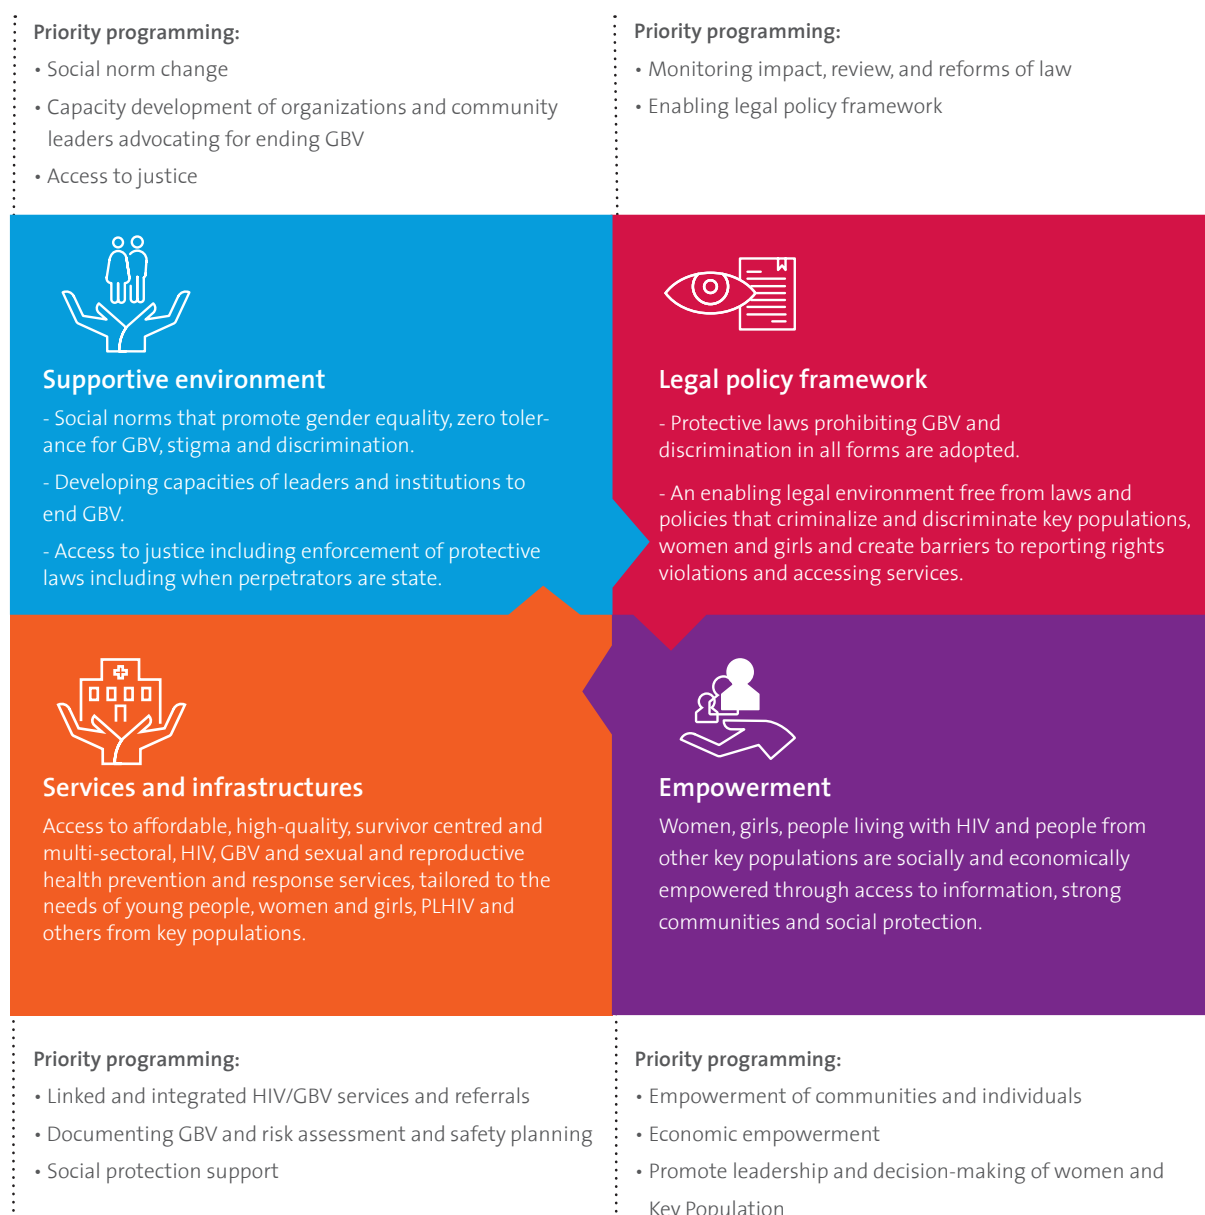 Priority programming:
• Social norm change
• Capacity development of organizations and community
leaders advocating for ending GBV
• Access to justice
Priority programming:
• Monitoring impact, review, and reforms of law
• Enabling legal policy framework
Supportive environment
- Social norms that promote gender equality, zero toler-
ance for GBV, stigma and discrimination.
- Developing capacities of leaders and institutions to
end GBV.
- Access to justice including enforcement of protective
laws including when perpetrators are state.
Legal policy framework
- Protective laws prohibiting GBV and
discrimination in all forms are adopted.
- An enabling legal environment free from laws and
policies that criminalize and discriminate key populations,
women and girls and create barriers to reporting rights
violations and accessing services.
Services and infrastructures
Access to affordable, high-quality, survivor centred and
multi-sectoral, HIV, GBV and sexual and reproductive
health prevention and response services, tailored to the
needs of young people, women and girls, PLHIV and
others from key populations.
Empowerment
Women, girls, people living with HIV and people from
other key populations are socially and economically
empowered through access to information, strong
communities and social protection.
Priority programming:
• Linked and integrated HIV/GBV services and referrals
• Documenting GBV and risk assessment and safety planning
• Social protection support
Priority programming:
• Empowerment of communities and individuals
• Economic empowerment
• Promote leadership and decision-making of women and
Key Population